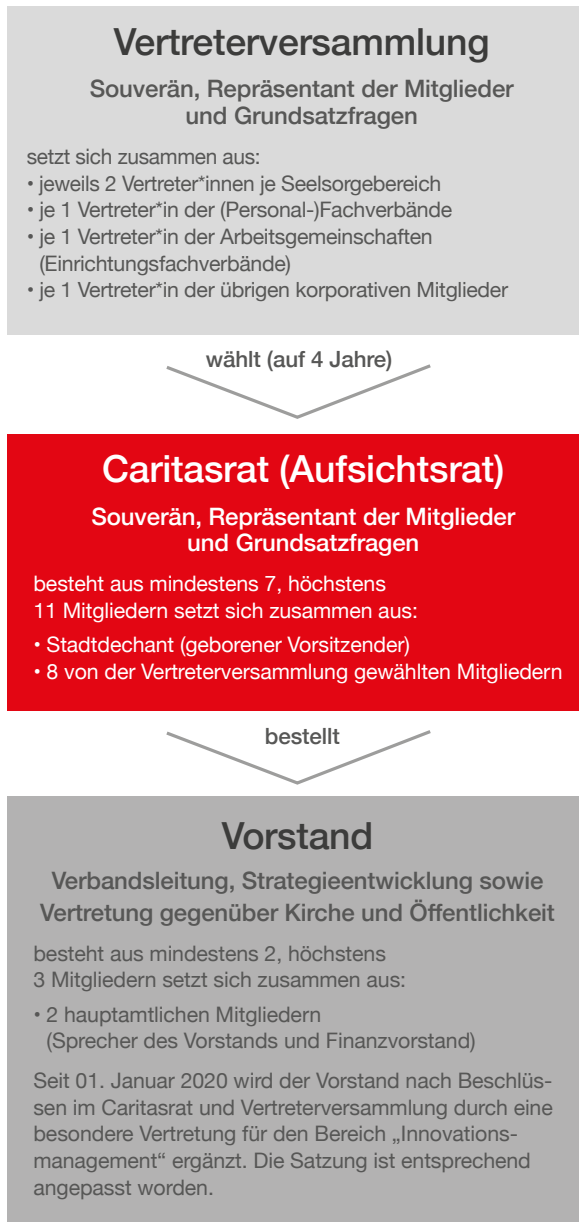 Vertreterversammlung
Souverän, Repräsentant der Mitglieder
und Grundsatzfragen
setzt sich zusammen aus:
• jeweils 2 Vertreter*innen je Seelsorgebereich
• je 1 Vertreter*in der (Personal-)Fachverbände
• je 1 Vertreter*in der Arbeitsgemeinschaften
(Einrichtungsfachverbände)
• je 1 Vertreter*in der übrigen korporativen Mitglieder
wählt (auf 4 Jahre)
Caritasrat (Aufsichtsrat)
Souverän, Repräsentant der Mitglieder
und Grundsatzfragen
besteht aus mindestens 7, höchstens
11 Mitgliedern setzt sich zusammen aus:
• Stadtdechant (geborener Vorsitzender)
• 8 von der Vertreterversammlung gewählten Mitgliedern
bestellt
Vorstand
Verbandsleitung, Strategieentwicklung sowie
Vertretung gegenüber Kirche und Öffentlichkeit
besteht aus mindestens 2, höchstens
3 Mitgliedern setzt sich zusammen aus:
• 2 hauptamtlichen Mitgliedern
(Sprecher des Vorstands und Finanzvorstand)
Seit 01. Januar 2020 wird der Vorstand nach Beschlüs-
sen im Caritasrat und Vertreterversammlung durch eine
besondere Vertretung für den Bereich „Innovations-
management“ ergänzt. Die Satzung ist entsprechend
angepasst worden.